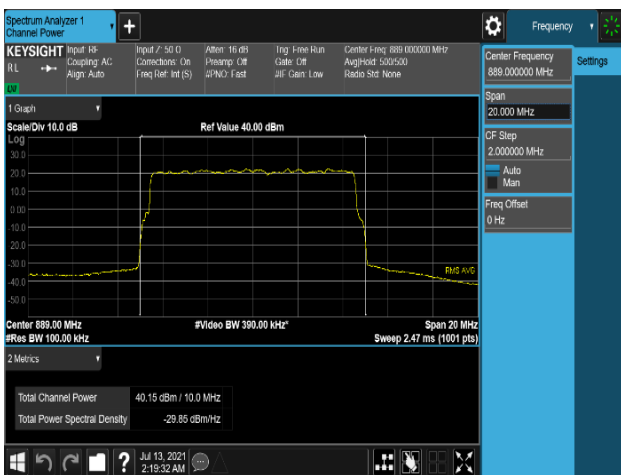 Spectrum Analyzer 1
Channel Power
+
Frequency
KEYSIGHT
RL
Input: RF
Coupling: AC
Align: Auto
Input Z: 50 Ω
Corrections: On
Freq Ref: Int (S)
Atten: 16 dB
Preamp: Off
#PNO: Fast
Trig: Free Run
Gate: Off
#IF Gain: Low
Center Freq: 889.000000 MHz
Avg|Hold: 500/500
Radio Std: None
1 Graph
Scale/Div 10.0 dB
Ref Value 40.00 dBm
Log
30.0
20.0
10.0
0.00
-10.0
-20.0
-30.0
-40.0
-50.0
RMS AVG
Center 889.00 MHz
#Video BW 390.00 kHz*
Span 20 MHz
#Res BW 100.00 kHz
Sweep 2.47 ms (1001 pts)
2 Metrics
Total Channel Power 40.15 dBm / 10.0 MHz
Total Power Spectral Density -29.85 dBm/Hz
Jul 13, 2021
2:19:32 AM
?
Center Frequency
889.000000 MHz
Settings
Span
20.000 MHz
CF Step
2.000000 MHz
Auto
Man
Freq Offset
0 Hz